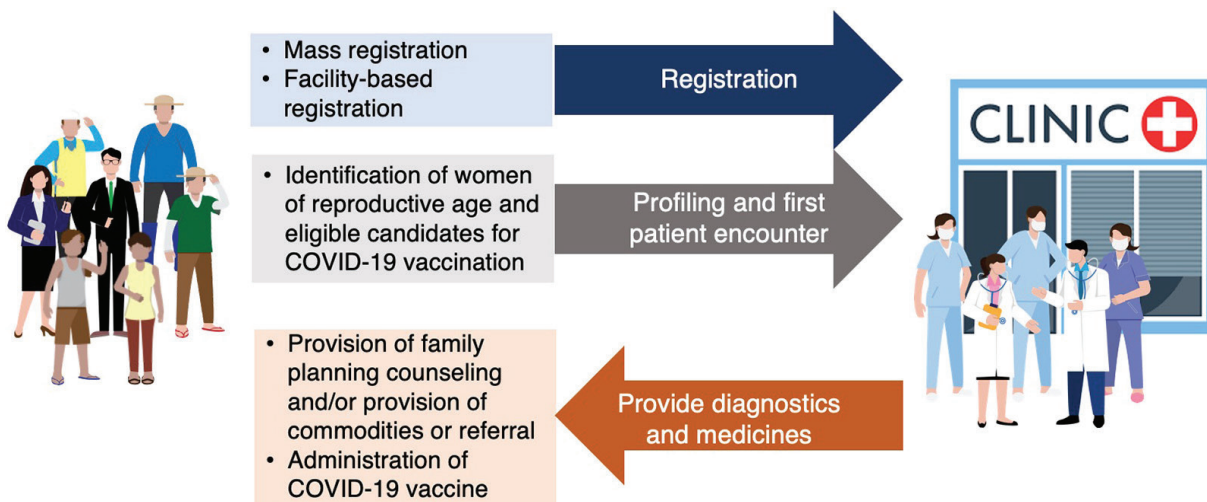 • Mass registration
• Facility-based
registration
Registration
• Identification of women
of reproductive age and
eligible candidates for
COVID-19 vaccination
Profiling and first
patient encounter
• Provision of family
planning counseling
and/or provision of
commodities or referral
• Administration of
COVID-19 vaccine
Provide diagnostics
and medicines
CLINIC